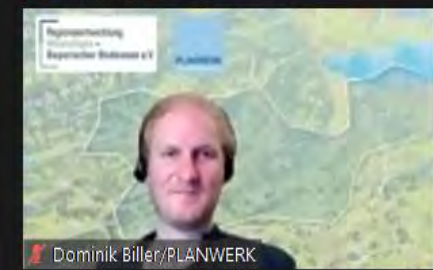 Regionalentwicklung
Bayerischer Bodensee e.V.
PLANWERK
Dominik Biller/PLANWERK